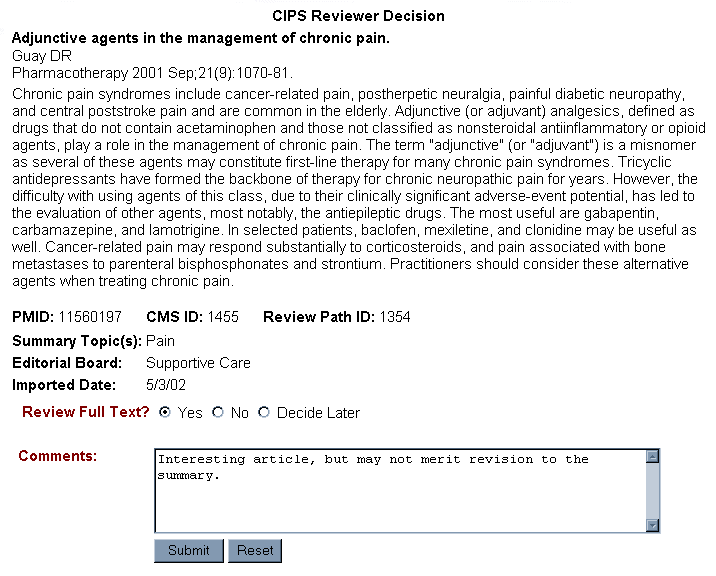 CIPS Reviewer Decision
Adjunctive agents in the management of chronic pain.
Guay DR
Pharmacotherapy 2001 Sep;21(9):1070-81.
Chronic pain syndromes include cancer-related pain, postherpetic neuralgia, painful diabetic neuropathy,
and central poststroke pain and are common in the elderly. Adjunctive (or adjuvant) analgesics, defined as
drugs that do not contain acetaminophen and those not classified as nonsteroidal antiinflammatory or opioid
agents, play a role in the management of chronic pain. The term "adjunctive" (or "adjuvant") is a misnomer
as several of these agents may constitute first-line therapy for many chronic pain syndromes. Tricyclic
antidepressants have formed the backbone of therapy for chronic neuropathic pain for years. However, the
difficulty with using agents of this class, due to their clinically significant adverse-event potential, has led to
the evaluation of other agents, most notably, the antiepileptic drugs. The most useful are gabapentin,
carbamazepine, and lamotrigine. In selected patients, baclofen, mexiletine, and clonidine may be useful as
well. Cancer-related pain may respond substantially to corticosteroids, and pain associated with bone
metastases to parenteral bisphosphonates and strontium. Practitioners should consider these alternative
agents when treating chronic pain.
PMID: 11560197 CMS ID: 1455 Review Path ID: 1354
Summary Topic(s): Pain
Editorial Board: Supportive Care
Imported Date: 5/3/02
Review Full Text? Yes No Decide Later
Comments: Interesting article, but may not merit revision to the
summary.
Submit Reset